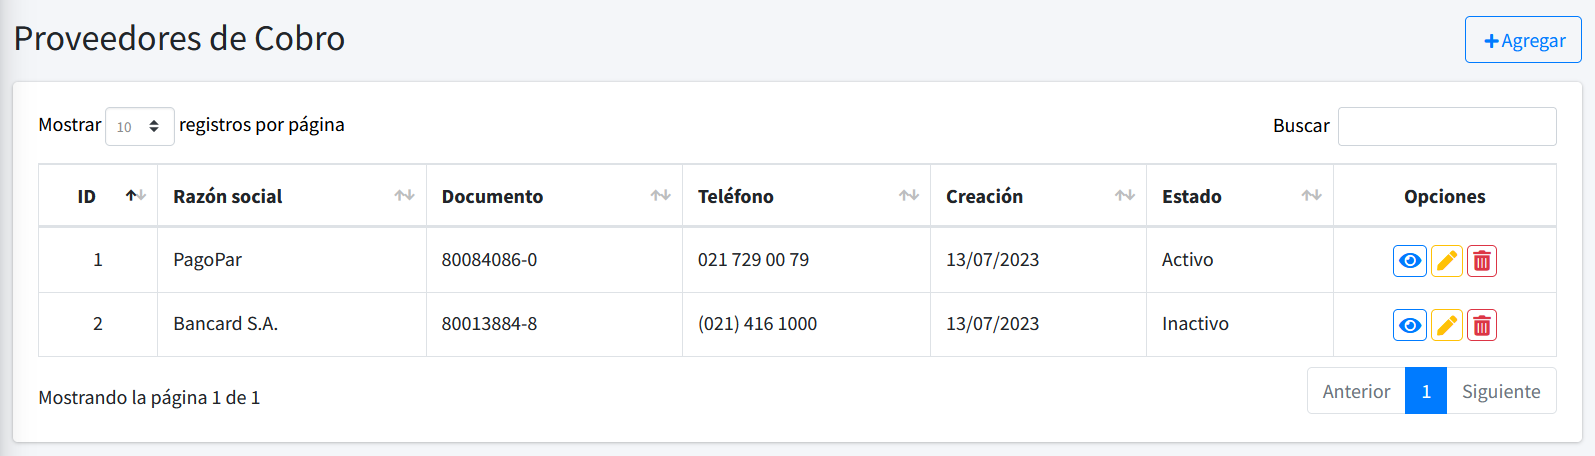 Proveedores de Cobro
Agregar
Mostrar 10 registros por página
Buscar
ID Razón social Documento Teléfono Creación Estado Opciones
1 PagoPar 80084086-0 021 729 00 79 13/07/2023 Activo
2 Bancard S.A. 80013884-8 (021) 416 1000 13/07/2023 Inactivo
Mostrando la página 1 de 1
Anterior 1 Siguiente